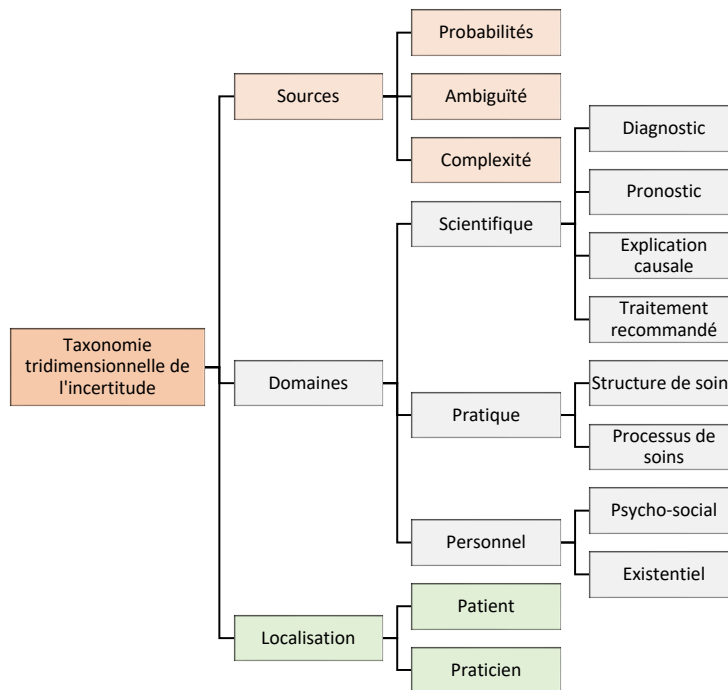 Taxonomie
tridimensionnelle de
l'incertitude
Sources
Probabilités
Ambiguïté
Complexité
Domaines
Scientifique
Diagnostic
Pronostic
Explication
causale
Traitement
recommandé
Pratique
Structure de soin
Processus de
soins
Personnel
Psycho-social
Existentiel
Localisation
Patient
Praticien